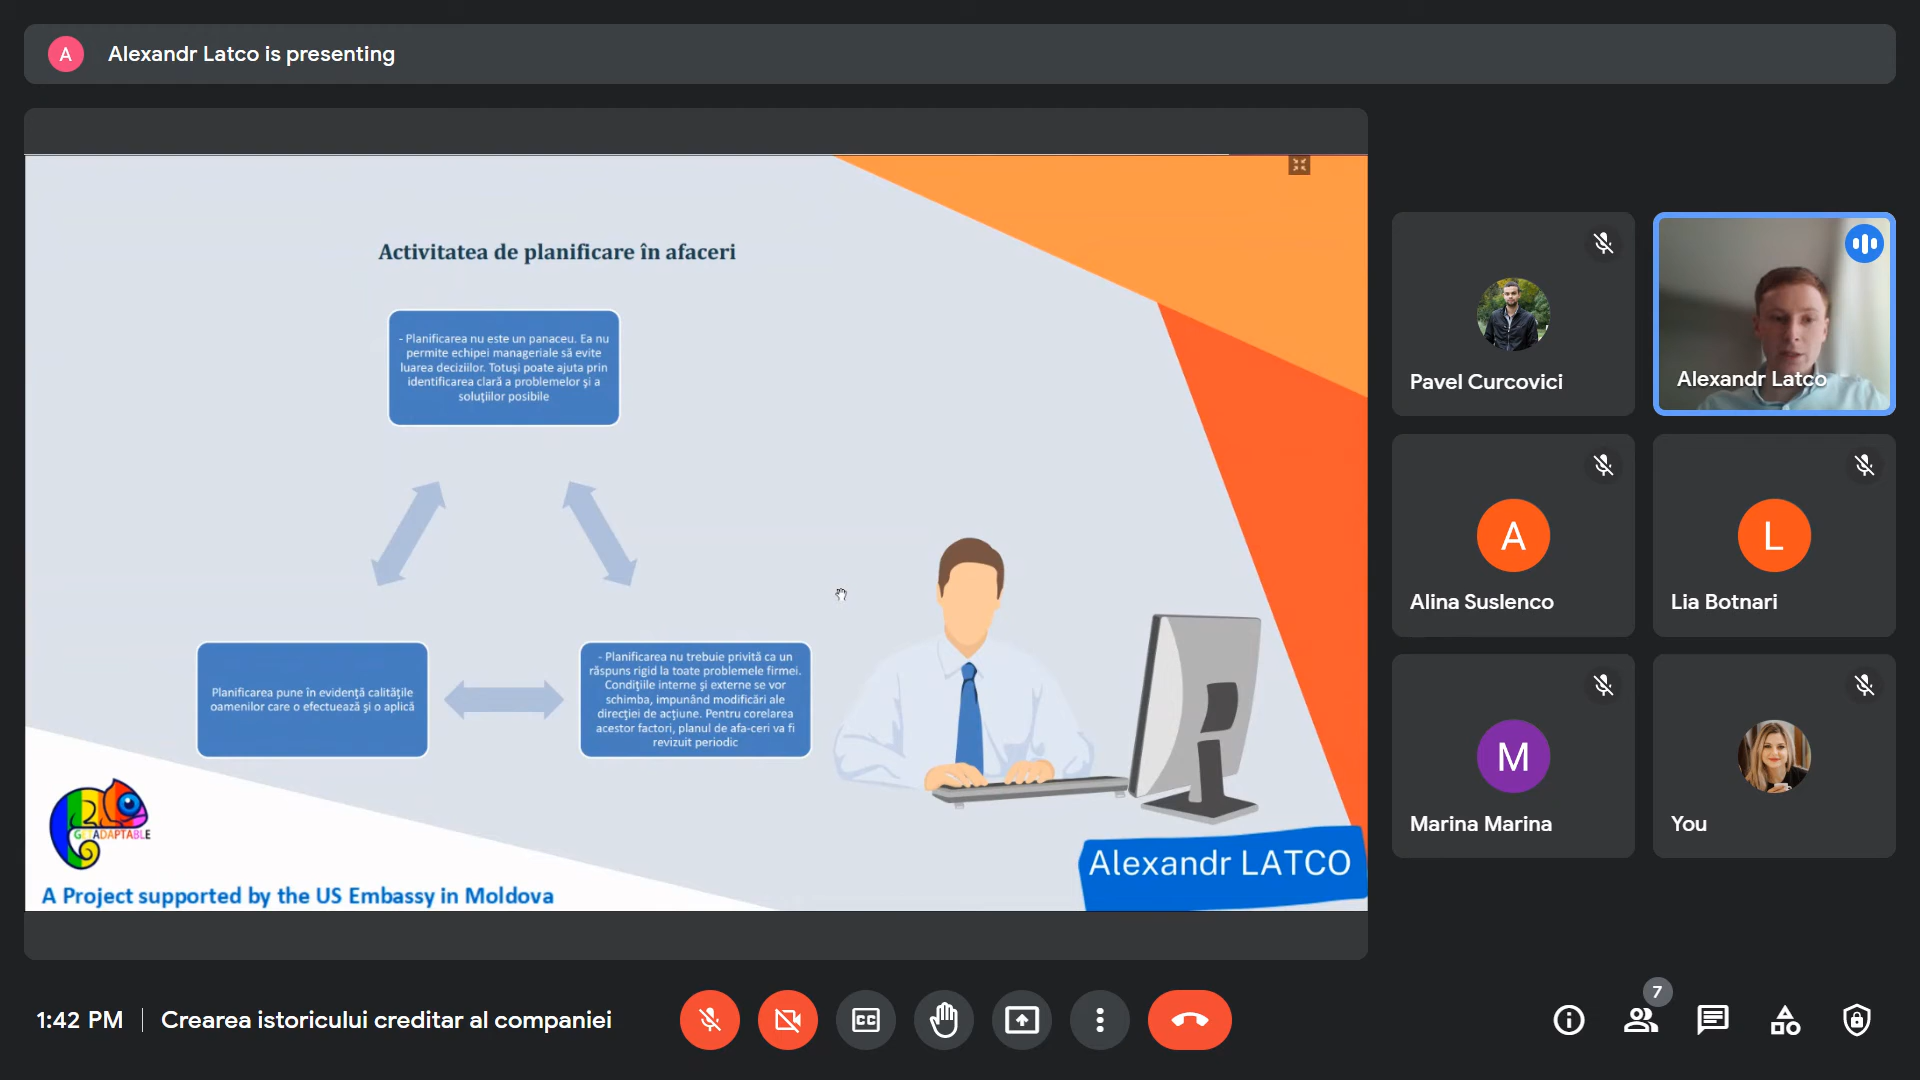 A
Alexandr Latco is presenting
Activitatea de planificare în afaceri
- Planificarea nu este un panaceu. Ea nu
permite echipei manageriale să evite
luarea deciziilor. Totuşi poate ajuta prin
identificarea clară a problemelor şi a
soluţiilor posibile
Planificarea pune în evidenţă calităţile
oamenilor care o efectuează şi o aplică
- Planificarea nu trebuie privită ca un
răspuns rigid la toate problemele firmei.
Condiţiile interne şi externe se vor
schimba, impunând modificări ale
direcţiei de acţiune. Pentru corelarea
acestor factori, planul de afa-ceri va fi
revizuit periodic
GETADAPTABLE
A Project supported by the US Embassy in Moldova
Alexandr LATCO
Pavel Curcovici
Alexandr Latco
A
Alina Suslenco
L
Lia Botnari
M
Marina Marina
You
1:42 PM
Crearea istoricului creditar al companiei
CC
7